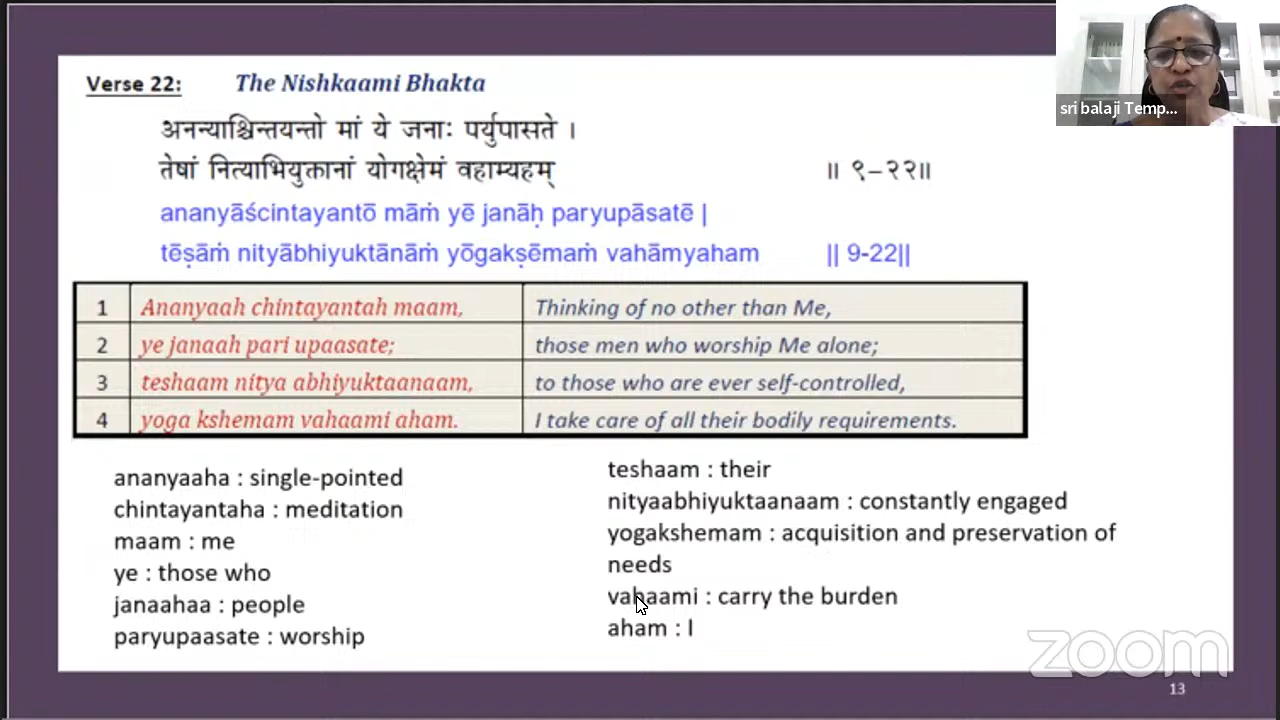 sri balaji Temp...
Verse 22: The Nishkaami Bhakta
अनन्याश्चिन्तयन्तो मां ये जनाः पर्युपासते ।
तेषां नित्याभियुक्तानां योगक्षेमं वहाम्यहम् ॥ ९–२२॥
ananyāścintayantō māṁ yē janāḥ paryupāsatē |
tēṣāṁ nityābhiyuktānāṁ yōgakṣēmaṁ vahāmyaham || 9-22||
1 Ananyaah chintayantah maam, Thinking of no other than Me,
2 ye janaah pari upaasate; those men who worship Me alone;
3 teshaam nitya abhiyuktaanaam, to those who are ever self-controlled,
4 yoga kshemam vahaami aham. I take care of all their bodily requirements.
ananyaaha : single-pointed
chintayantaha : meditation
maam : me
ye : those who
janaahaa : people
paryupaasate : worship
teshaam : their
nityaabhiyuktaanaam : constantly engaged
yogakshemam : acquisition and preservation of
needs
vahaami : carry the burden
aham : I
zoom
13